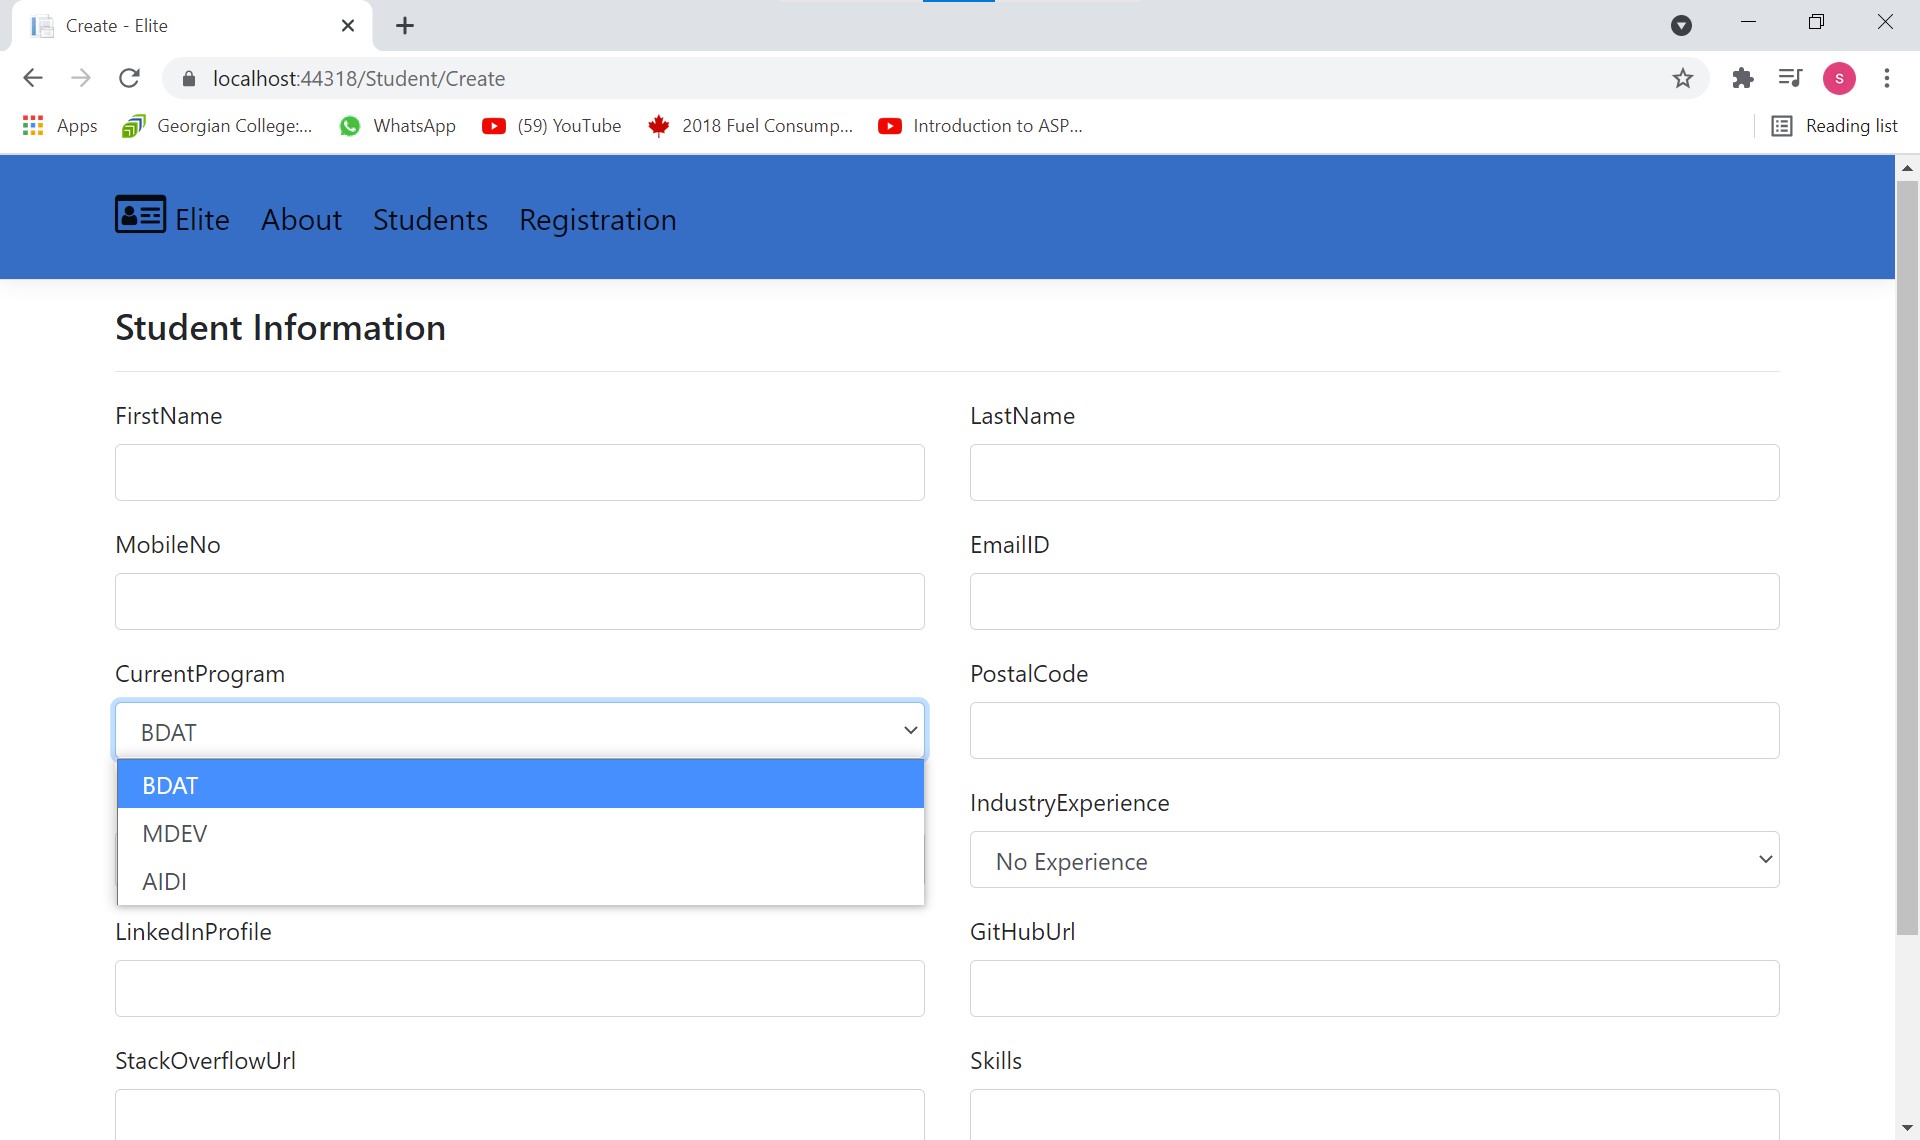 Create - Elite
localhost:44318/Student/Create
S
Apps Georgian College:... WhatsApp (59) YouTube 2018 Fuel Consump... Introduction to ASP... Reading list
Elite About Students Registration
Student Information
FirstName LastName
MobileNo EmailID
CurrentProgram PostalCode
BDAT
BDAT
IndustryExperience
MDEV
No Experience
AIDI
LinkedInProfile GitHubUrl
StackOverflowUrl Skills